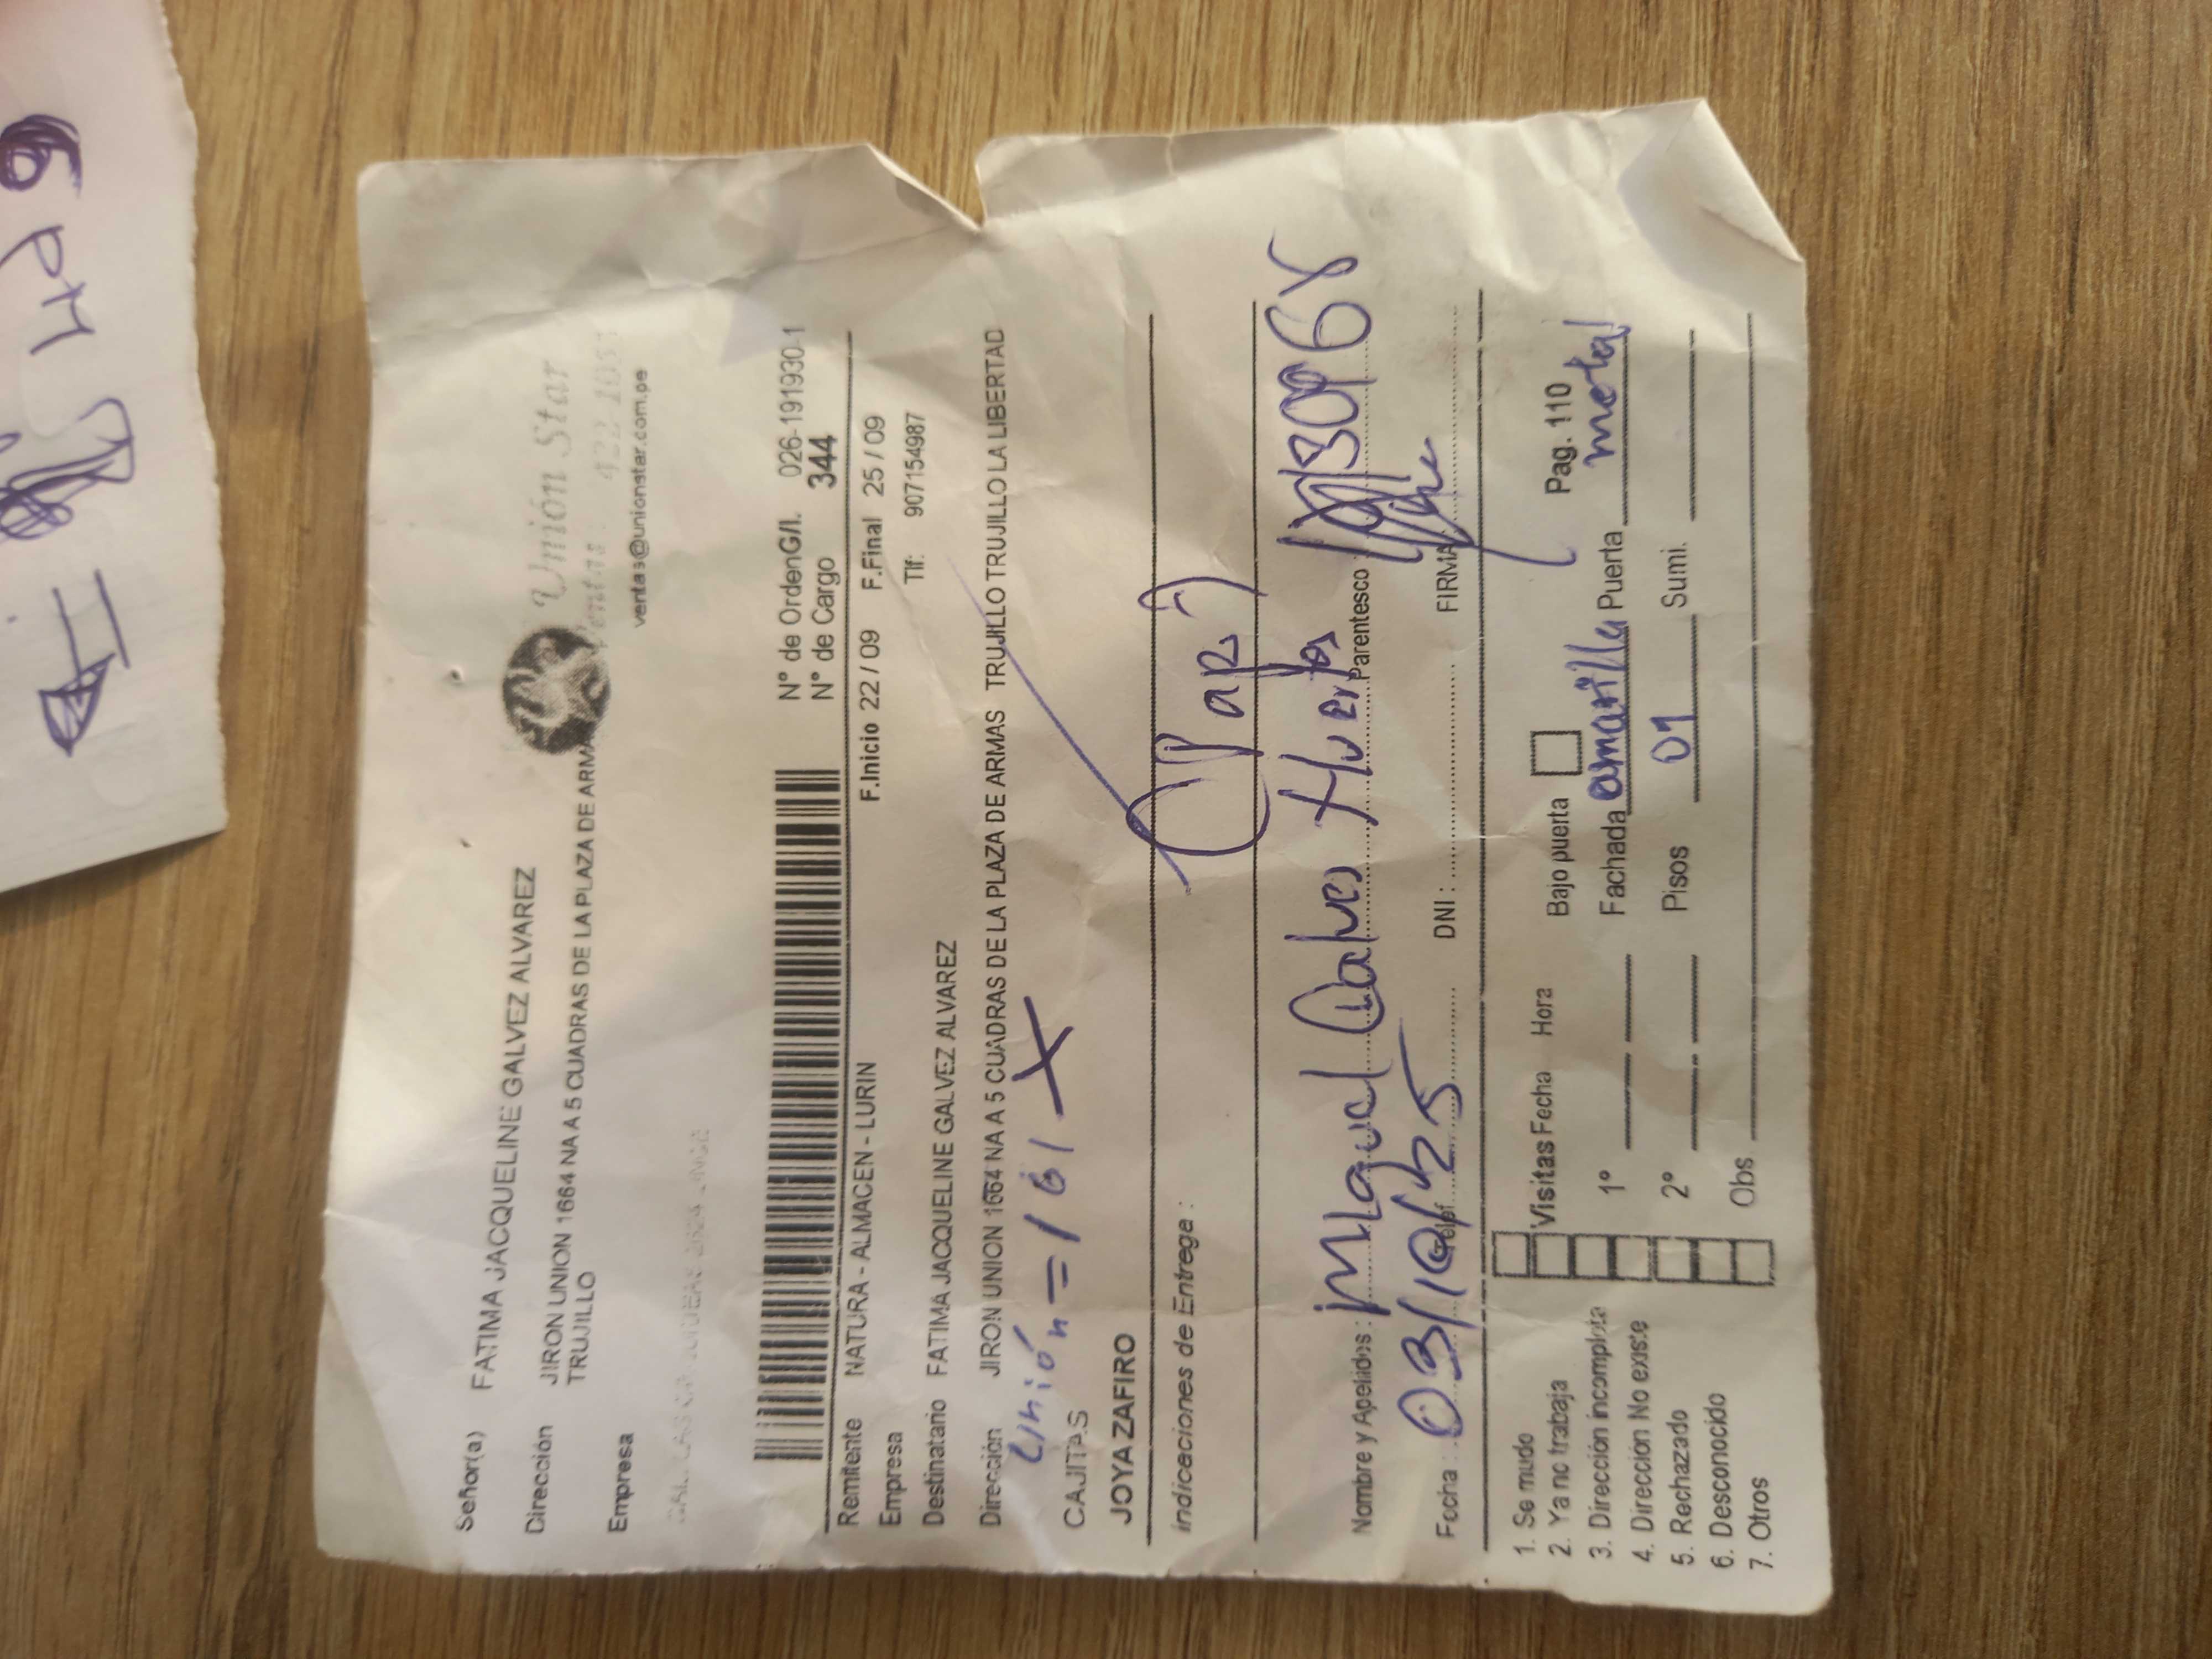 Señor(a) FATIMA JACQUELINE GALVEZ ALVAREZ
Dirección JIRON UNION 1664 NA A 5 CUADRAS DE LA PLAZA DE ARMA
TRUJILLO
Empresa
Unión Star
ventas@unionstar.com.pe
N° de OrdenG/I. 026-191930-1
N° de Cargo 344
Remitente NATURA - ALMACEN - LURIN F.Inicio 22 / 09 F.Final 25 / 09
Empresa Tlf: 907154987
Destinatario FATIMA JACQUELINE GALVEZ ALVAREZ
Dirección JIRON UNION 1664 NA A 5 CUADRAS DE LA PLAZA DE ARMAS TRUJILLO TRUJILLO LA LIBERTAD
Unión = 161 X
CAJITAS
JOYA ZAFIRO
Indicaciones de Entrega :
(Papá)
Nombre y Apellidos : Miguel Galvez Huertas Parentesco
Fecha : 03/10/25 Telef DNI : FIRMA
1. Se mudo
2. Ya no trabaja
3. Dirección incompleta
4. Dirección No existe
5. Rechazado
6. Desconocido
7. Otros
Visitas Fecha Hora Bajo puerta Pag. 110
1° Fachada amarilla Puerta metal
2° Pisos 01 Sumi.
Obs